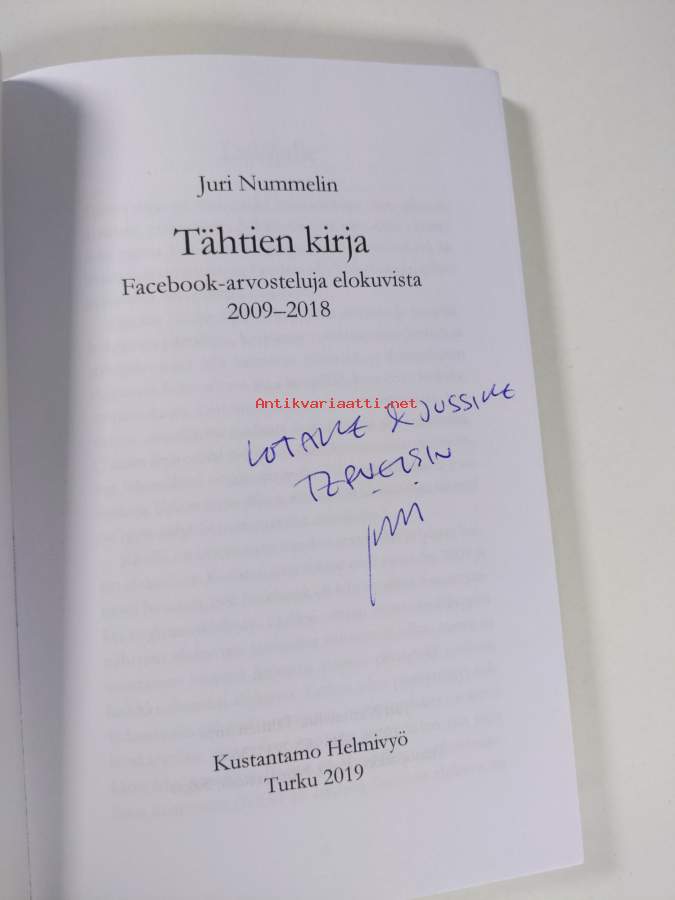 Juri Nummelin
Tähtien kirja
Facebook-arvosteluja elokuvista
2009–2018
Antikvariaatti.net
LOTALLE & JUSSILLE
TERVEISIN
Kustantamo Helmivyö
Turku 2019